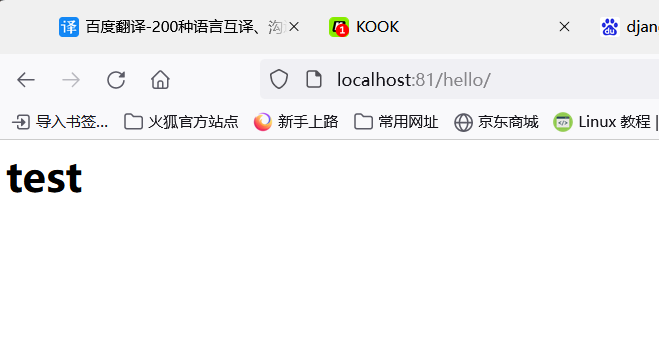 百度翻译-200种语言互译、沟 KOOK djan
localhost:81/hello/
导入书签... 火狐官方站点 新手上路 常用网址 京东商城 Linux 教程 |
test